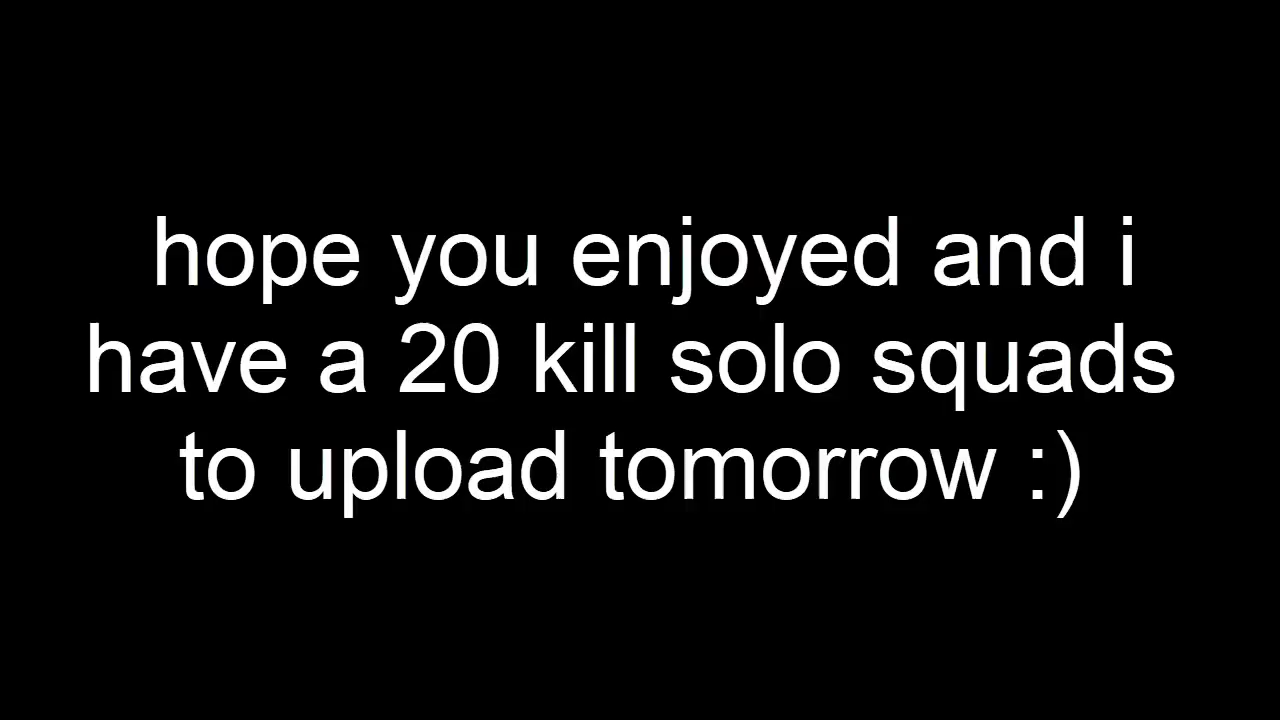 hope you enjoyed and i
have a 20 kill solo squads
to upload tomorrow :)